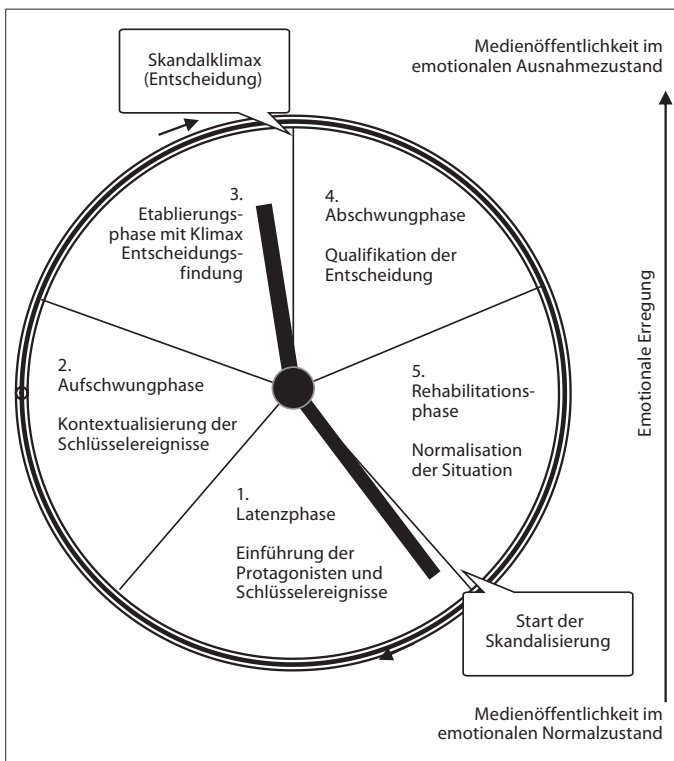 Skandalklimax
(Entscheidung)
Medienöffentlichkeit im
emotionalen Ausnahmezustand
3.
Etablierungs-
phase mit Klimax
Entscheidungs-
findung
4.
Abschwungphase
Qualifikation der
Entscheidung
2.
Aufschwungphase
Kontextualisierung der
Schlüsselereignisse
5.
Rehabilitations-
phase
Normalisation
der Situation
1.
Latenzphase
Einführung der
Protagonisten und
Schlüsselereignisse
Start der
Skandalisierung
Emotionale Erregung
Medienöffentlichkeit im
emotionalen Normalzustand